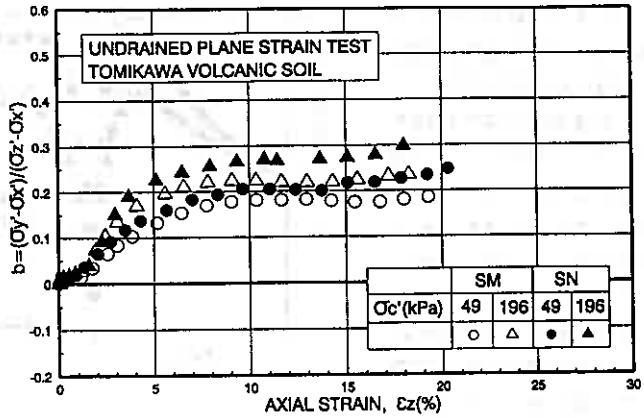 0.6
0.5
0.4
0.3
0.2
0.1
0.0
-0.1
-0.2
b=(σy'-σx')/(σz'-σx')
UNDRAINED PLANE STRAIN TEST
TOMIKAWA VOLCANIC SOIL
SM SN
σc'(kPa) 49 196 49 196
0 5 10 15 20 25 30
AXIAL STRAIN, εz(%)